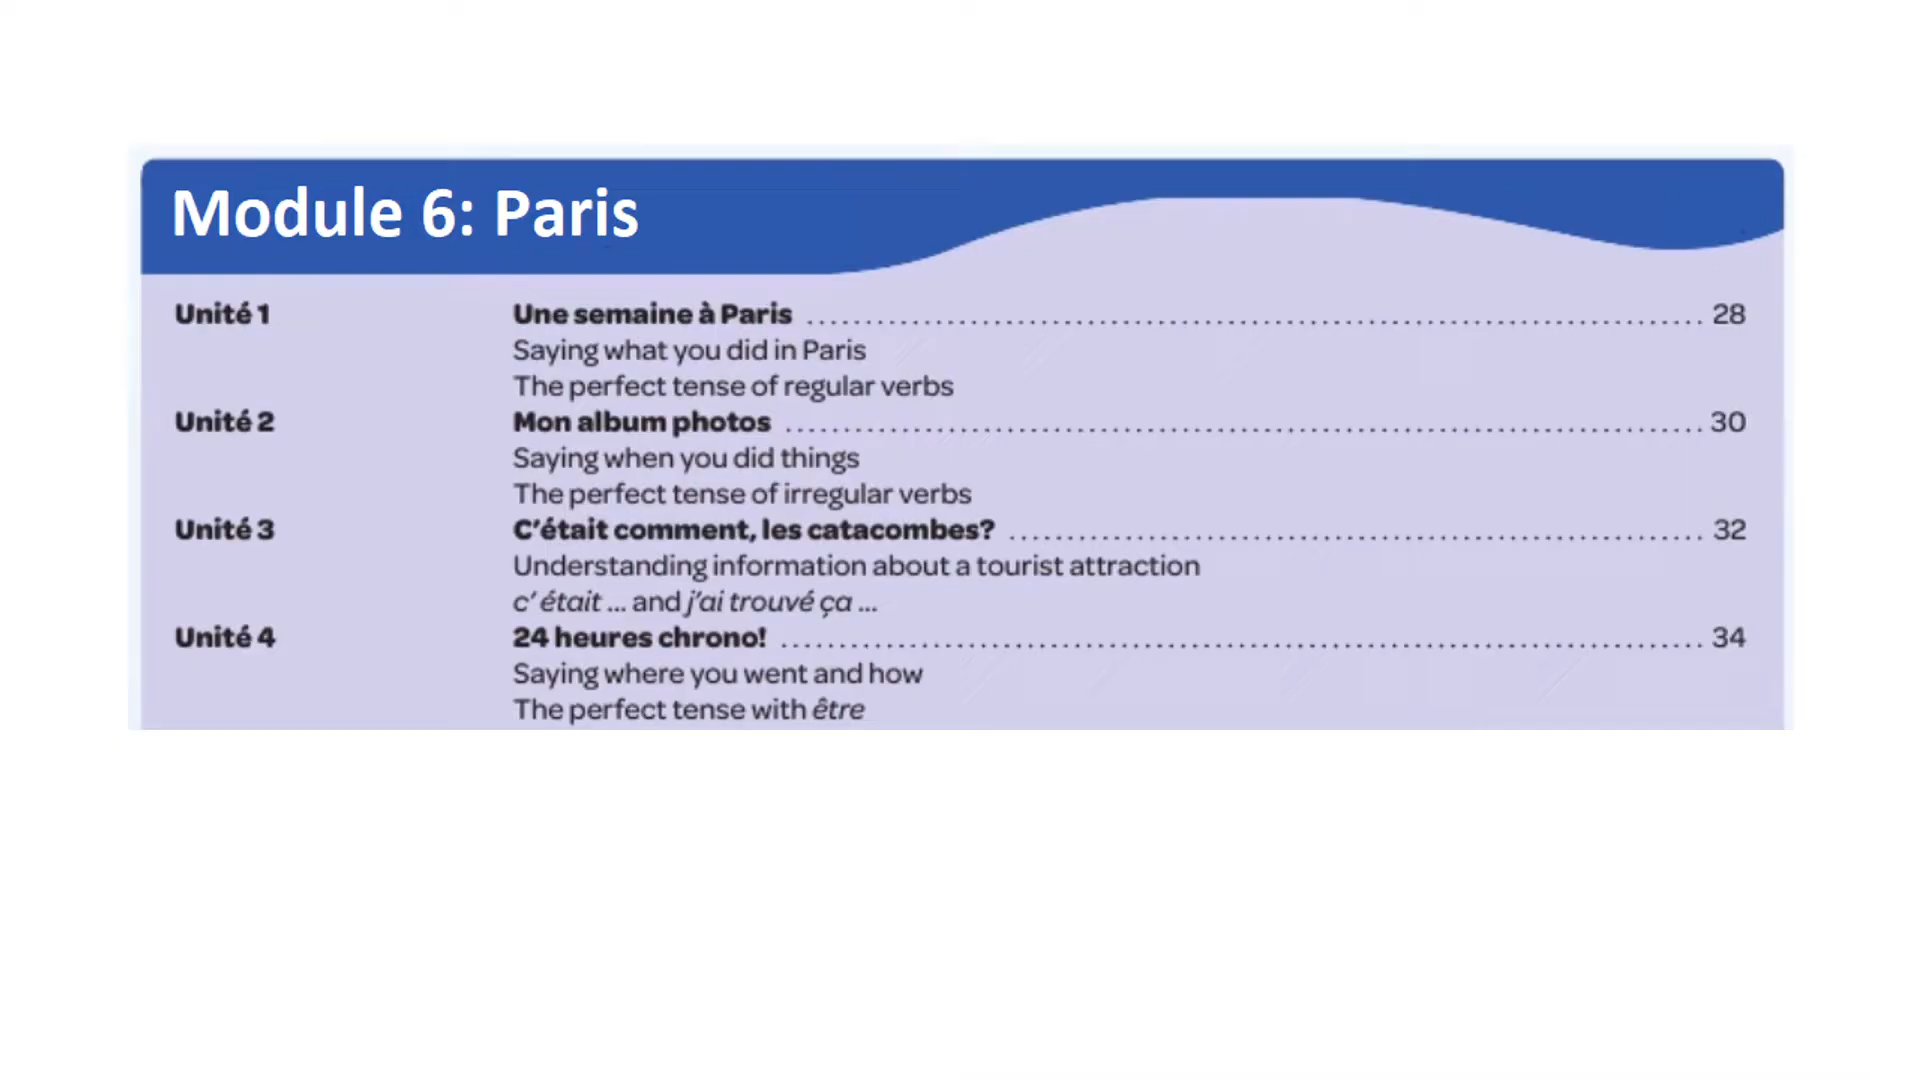 Module 6: Paris
Unité 1 Une semaine à Paris ........................................ 28
Saying what you did in Paris
The perfect tense of regular verbs
Unité 2 Mon album photos ........................................ 30
Saying when you did things
The perfect tense of irregular verbs
Unité 3 C'était comment, les catacombes? ........................................ 32
Understanding information about a tourist attraction
c' était ... and j'ai trouvé ça ...
Unité 4 24 heures chrono! ........................................ 34
Saying where you went and how
The perfect tense with être